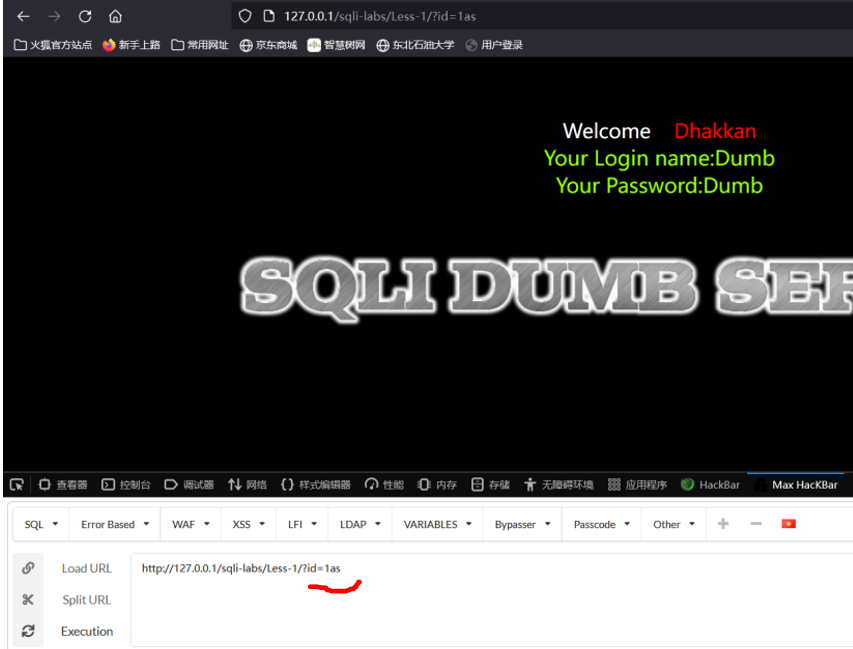 127.0.0.1/sqli-labs/Less-1/?id=1as
火狐官方站点 新手上路 常用网址 京东商城 智慧树网 东北石油大学 用户登录
Welcome Dhakkan
Your Login name:Dumb
Your Password:Dumb
SQLI DUMB SER
查看器 控制台 调试器 网络 样式编辑器 性能 内存 存储 无障碍环境 应用程序 HackBar Max HacKBar
SQL Error Based WAF XSS LFI LDAP VARIABLES Bypasser Passcode Other
Load URL http://127.0.0.1/sqli-labs/Less-1/?id=1as
Split URL
Execution